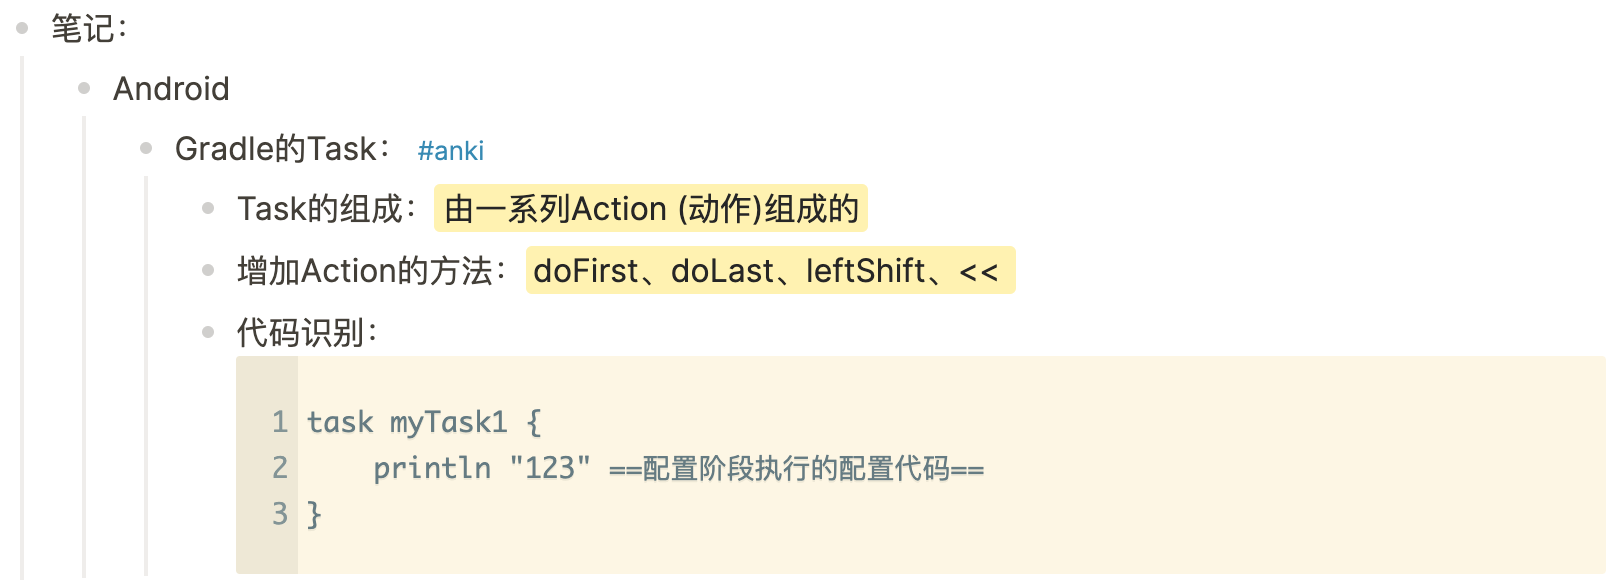 笔记：
Android
Gradle的Task： #anki
Task的组成：由一系列Action (动作)组成的
增加Action的方法：doFirst、doLast、leftShift、<<
代码识别：
1 task myTask1 {
2     println "123" ==配置阶段执行的配置代码==
3 }